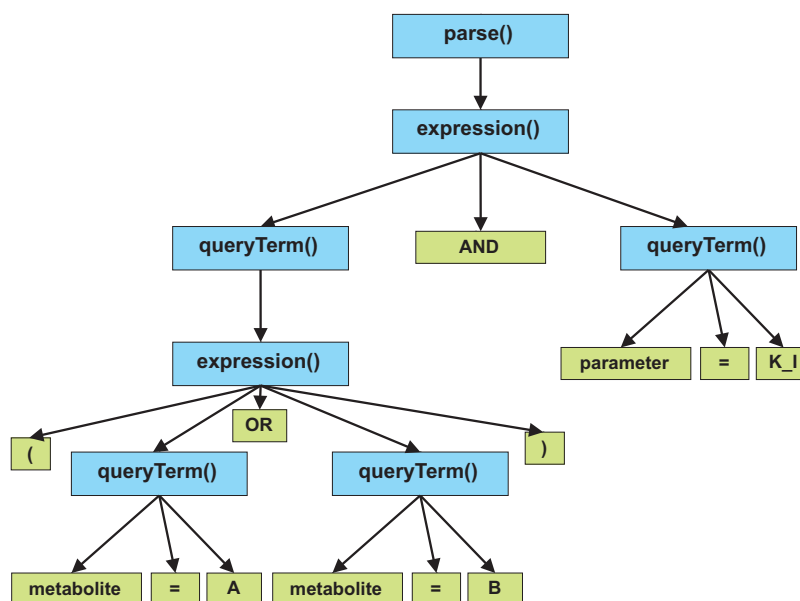 parse()
expression()
queryTerm()
AND
queryTerm()
expression()
parameter
=
K_I
OR
(
)
queryTerm()
queryTerm()
metabolite
=
A
metabolite
=
B